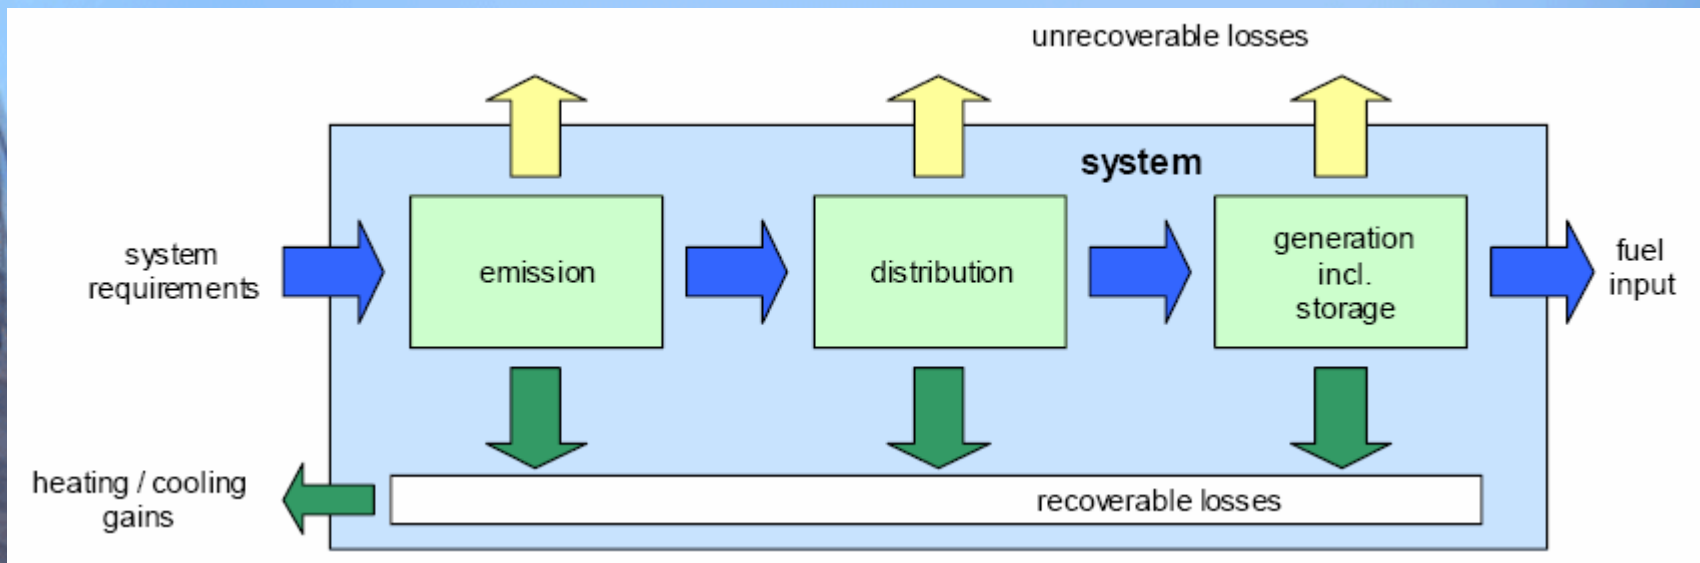 unrecoverable losses
system
system
requirements
emission
distribution
generation
incl.
storage
fuel
input
heating / cooling
gains
recoverable losses